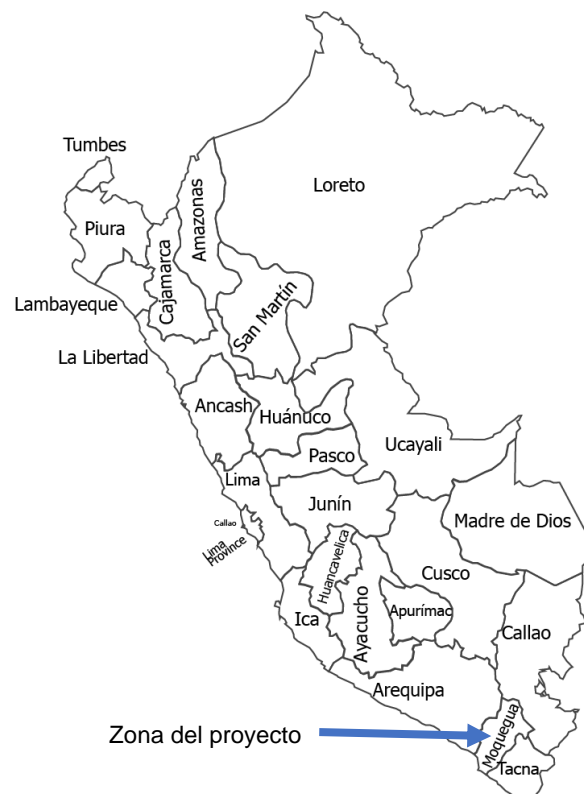 Tumbes
Loreto
Piura
Amazonas
Cajamarca
Lambayeque
San Martín
La Libertad
Ancash
Huánuco
Ucayali
Pasco
Lima
Junín
Callao
Madre de Dios
Lima
Province
Huancavelica
Cusco
Ica
Ayacucho
Apurímac
Callao
Arequipa
Zona del proyecto
Moquegua
Tacna